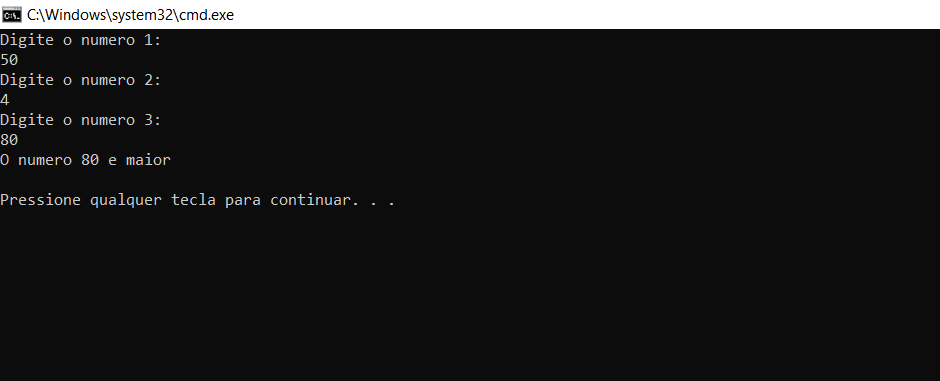 C:\Windows\system32\cmd.exe
Digite o numero 1:
50
Digite o numero 2:
4
Digite o numero 3:
80
O numero 80 e maior
Pressione qualquer tecla para continuar. . .